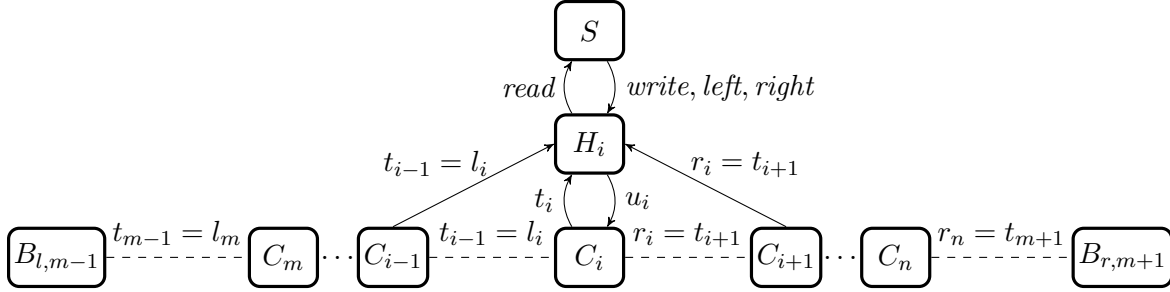 S
read write, left, right
H_i
t_{i-1} = l_i r_i = t_{i+1}
t_i u_i
t_{m-1} = l_m t_{i-1} = l_i r_i = t_{i+1} r_n = t_{m+1}
B_{l,m-1} C_m ... C_{i-1} C_i C_{i+1} ... C_n B_{r,m+1}